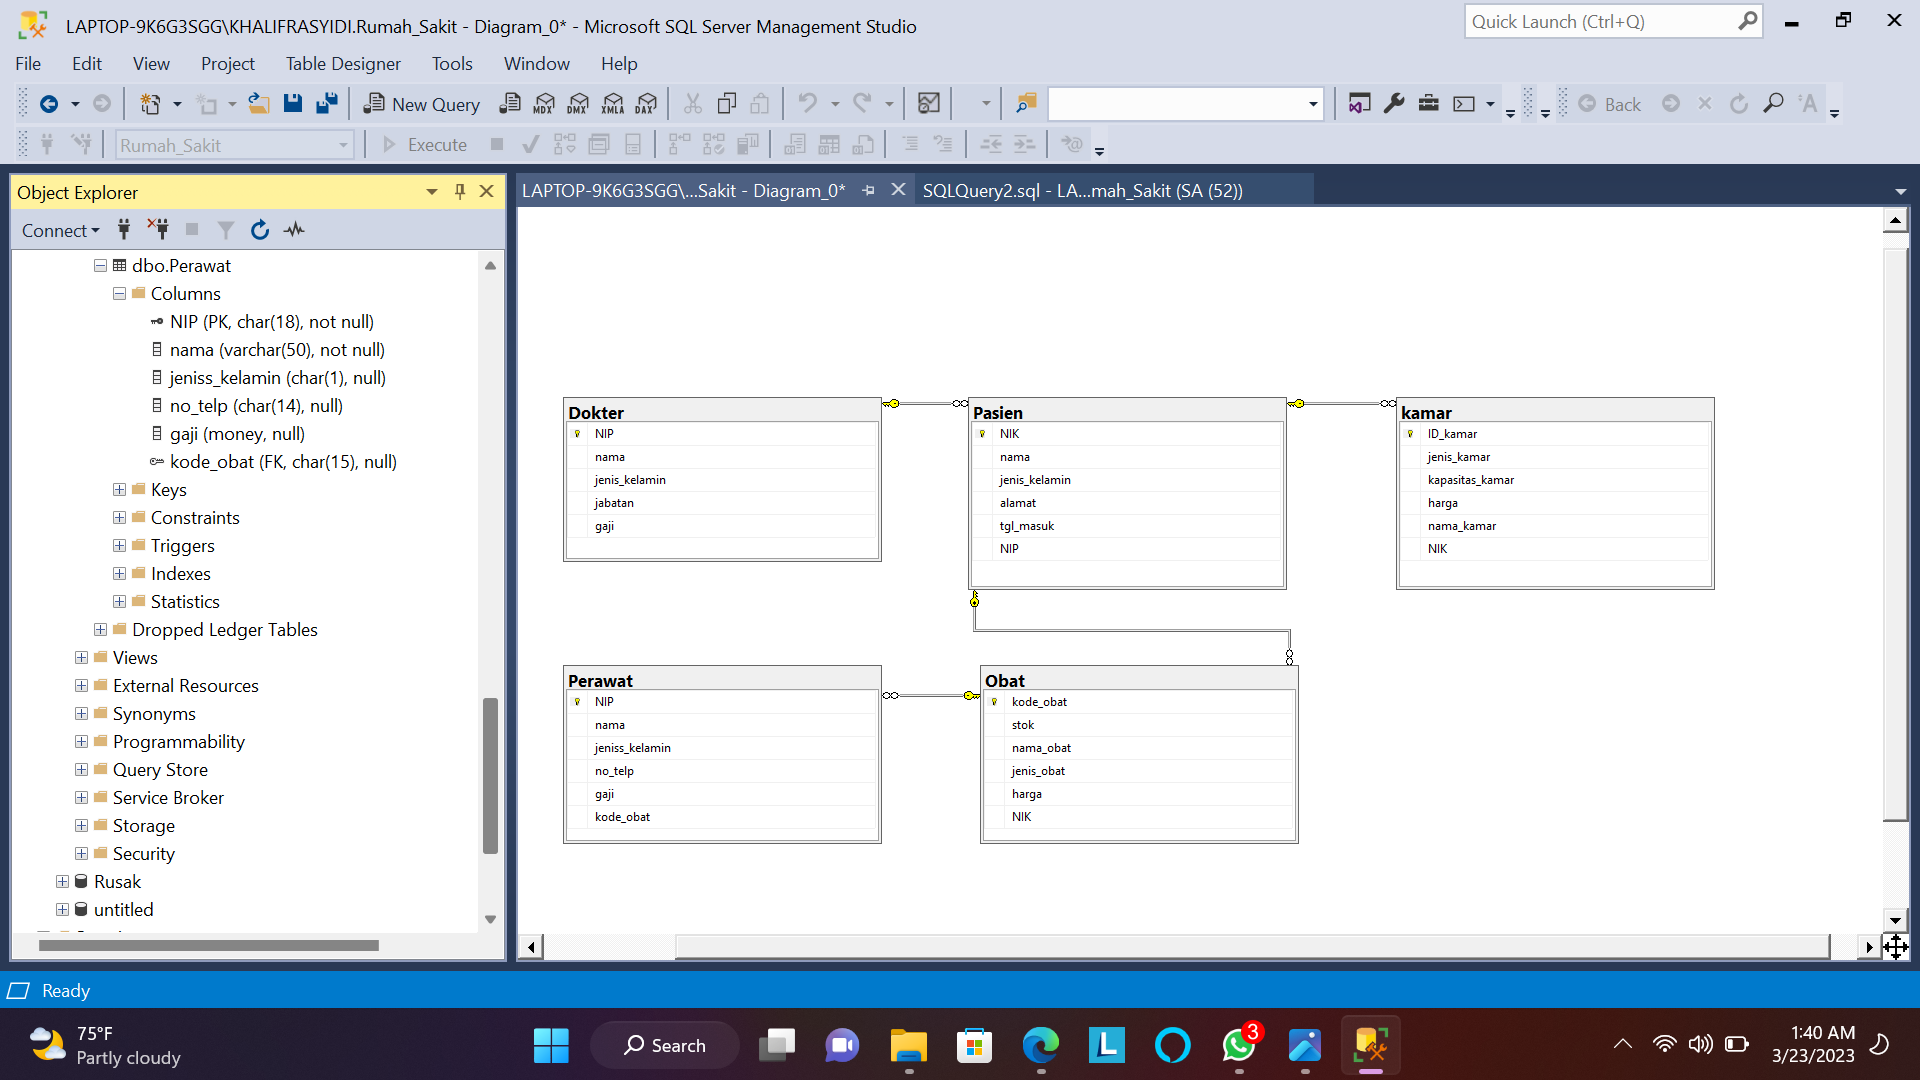 LAPTOP-9K6G3SGG\KHALIFRASYIDI.Rumah_Sakit - Diagram_0* - Microsoft SQL Server Management Studio
Quick Launch (Ctrl+Q)
File Edit View Project Table Designer Tools Window Help
New Query MDX DMX XMLA DAX Back
Rumah_Sakit Execute
Object Explorer
LAPTOP-9K6G3SGG\...Sakit - Diagram_0* SQLQuery2.sql - LA...mah_Sakit (SA (52))
Connect
dbo.Perawat
Columns
NIP (PK, char(18), not null)
nama (varchar(50), not null)
jeniss_kelamin (char(1), null)
no_telp (char(14), null)
gaji (money, null)
kode_obat (FK, char(15), null)
Keys
Constraints
Triggers
Indexes
Statistics
Dropped Ledger Tables
Views
External Resources
Synonyms
Programmability
Query Store
Service Broker
Storage
Security
Rusak
untitled
Dokter
NIP
nama
jenis_kelamin
jabatan
gaji
Pasien
NIK
nama
jenis_kelamin
alamat
tgl_masuk
NIP
kamar
ID_kamar
jenis_kamar
kapasitas_kamar
harga
nama_kamar
NIK
Perawat
NIP
nama
jeniss_kelamin
no_telp
gaji
kode_obat
Obat
kode_obat
stok
nama_obat
jenis_obat
harga
NIK
Ready
75°F
Partly cloudy
Search
L
3
1:40 AM
3/23/2023